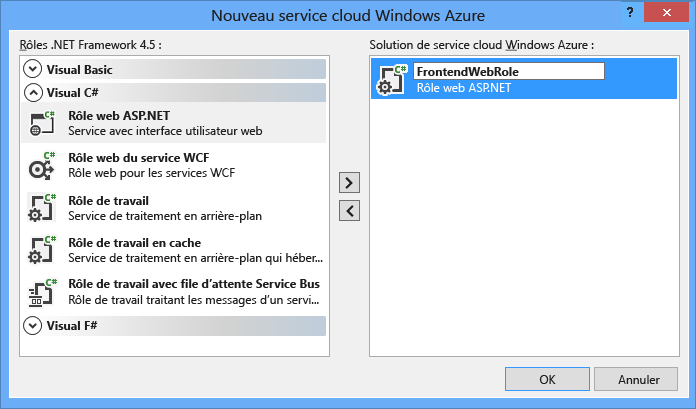 Nouveau service cloud Windows Azure
? X
Rôles .NET Framework 4.5 :
Visual Basic
Visual C#
C#
Rôle web ASP.NET
Service avec interface utilisateur web
C#
Rôle web du service WCF
Rôle web pour les services WCF
C#
Rôle de travail
Service de traitement en arrière-plan
C#
Rôle de travail en cache
Service de traitement en arrière-plan qui héber...
C#
Rôle de travail avec file d’attente Service Bus
Rôle de travail traitant les messages d’un servi...
Visual F#
Solution de service cloud Windows Azure :
C#
FrontendWebRole
Rôle web ASP.NET
OK
Annuler